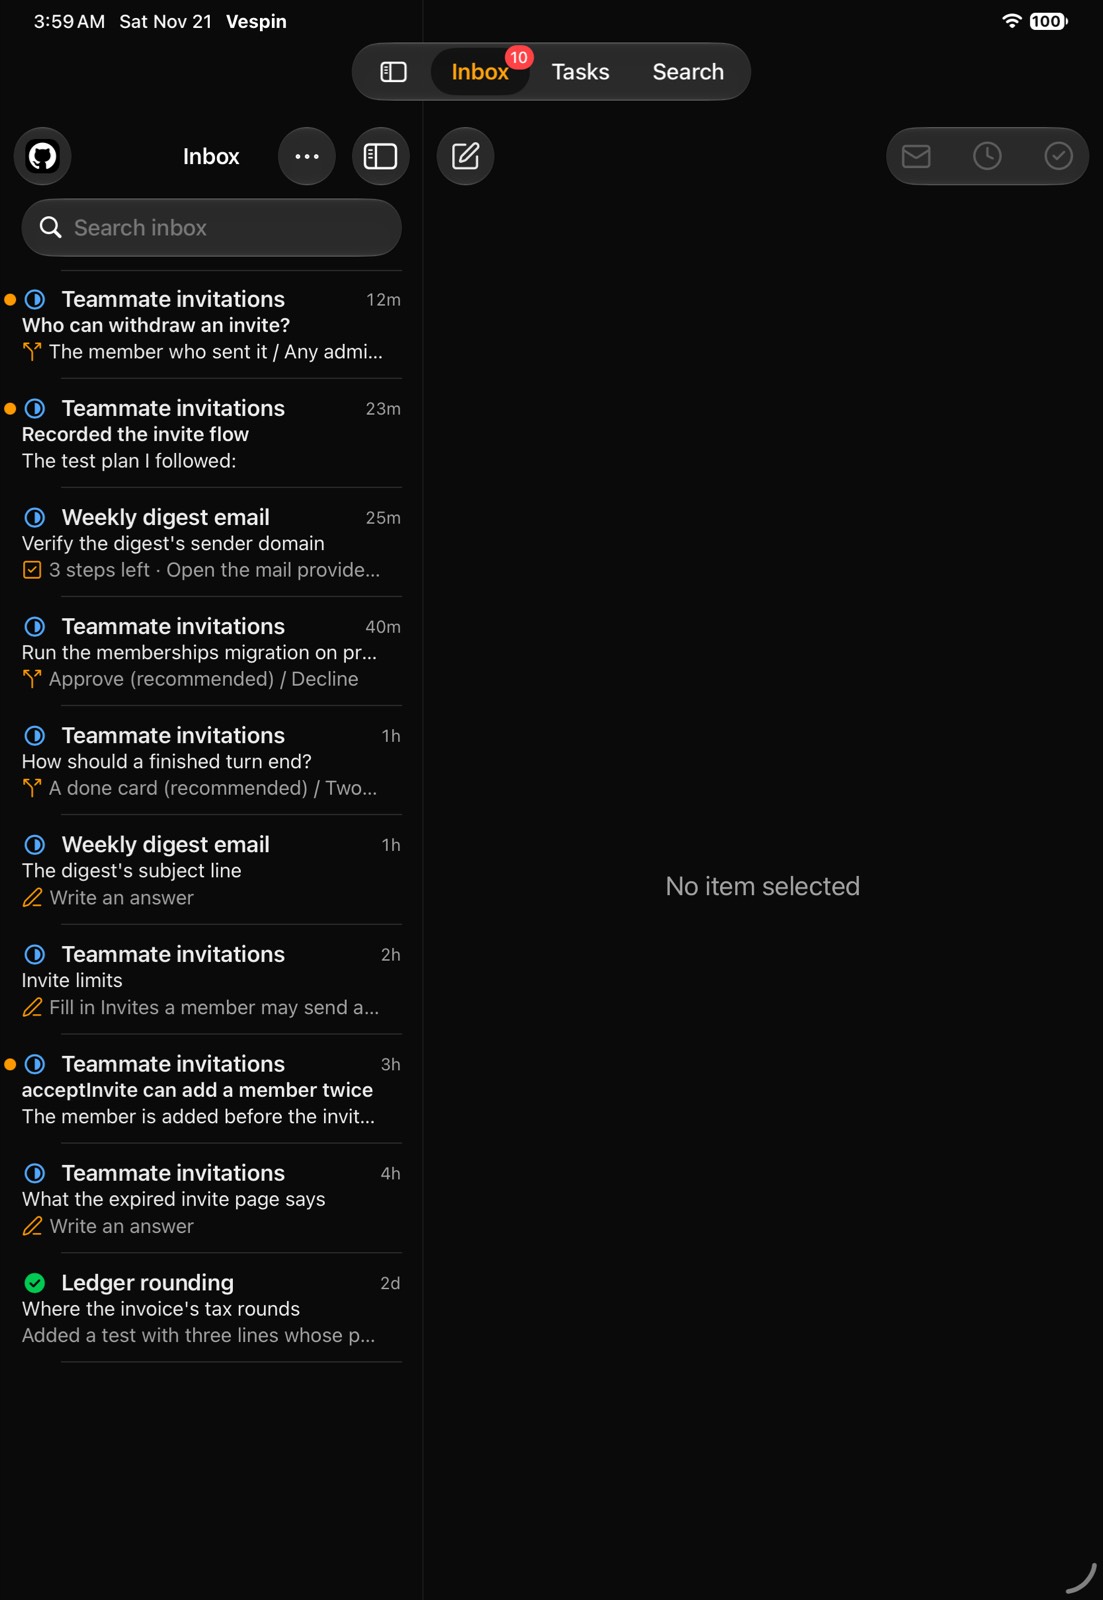 3:59 AM Sat Nov 21 Vespin
100
Inbox 10 Tasks Search
Inbox
Search inbox
Teammate invitations 12m
Who can withdraw an invite?
The member who sent it / Any admi...
Teammate invitations 23m
Recorded the invite flow
The test plan I followed:
Weekly digest email 25m
Verify the digest's sender domain
3 steps left · Open the mail provide...
Teammate invitations 40m
Run the memberships migration on pr...
Approve (recommended) / Decline
Teammate invitations 1h
How should a finished turn end?
A done card (recommended) / Two...
Weekly digest email 1h
The digest's subject line
Write an answer
Teammate invitations 2h
Invite limits
Fill in Invites a member may send a...
Teammate invitations 3h
acceptInvite can add a member twice
The member is added before the invit...
Teammate invitations 4h
What the expired invite page says
Write an answer
Ledger rounding 2d
Where the invoice's tax rounds
Added a test with three lines whose p...
No item selected